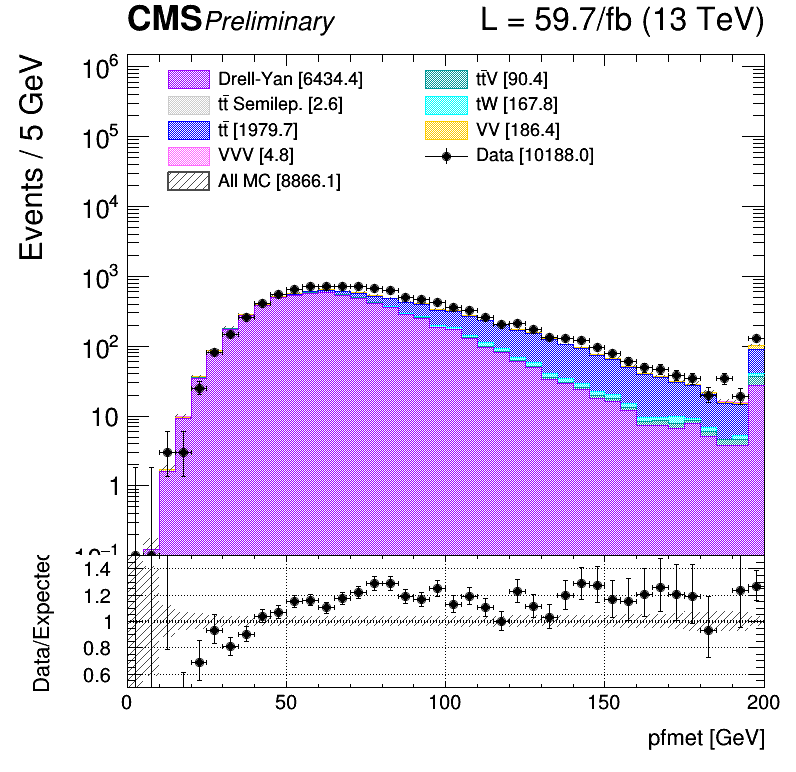 CMS Preliminary L = 59.7/fb (13 TeV)
Events / 5 GeV
10⁶
10⁵
10⁴
10³
10²
10
1
10⁻¹
Drell-Yan [6434.4]
tt̄ Semilep. [2.6]
tt̄ [1979.7]
VVV [4.8]
All MC [8866.1]
tt̄V [90.4]
tW [167.8]
VV [186.4]
Data [10188.0]
Data/Expected
1.4
1.2
1
0.8
0.6
0 50 100 150 200
pfmet [GeV]